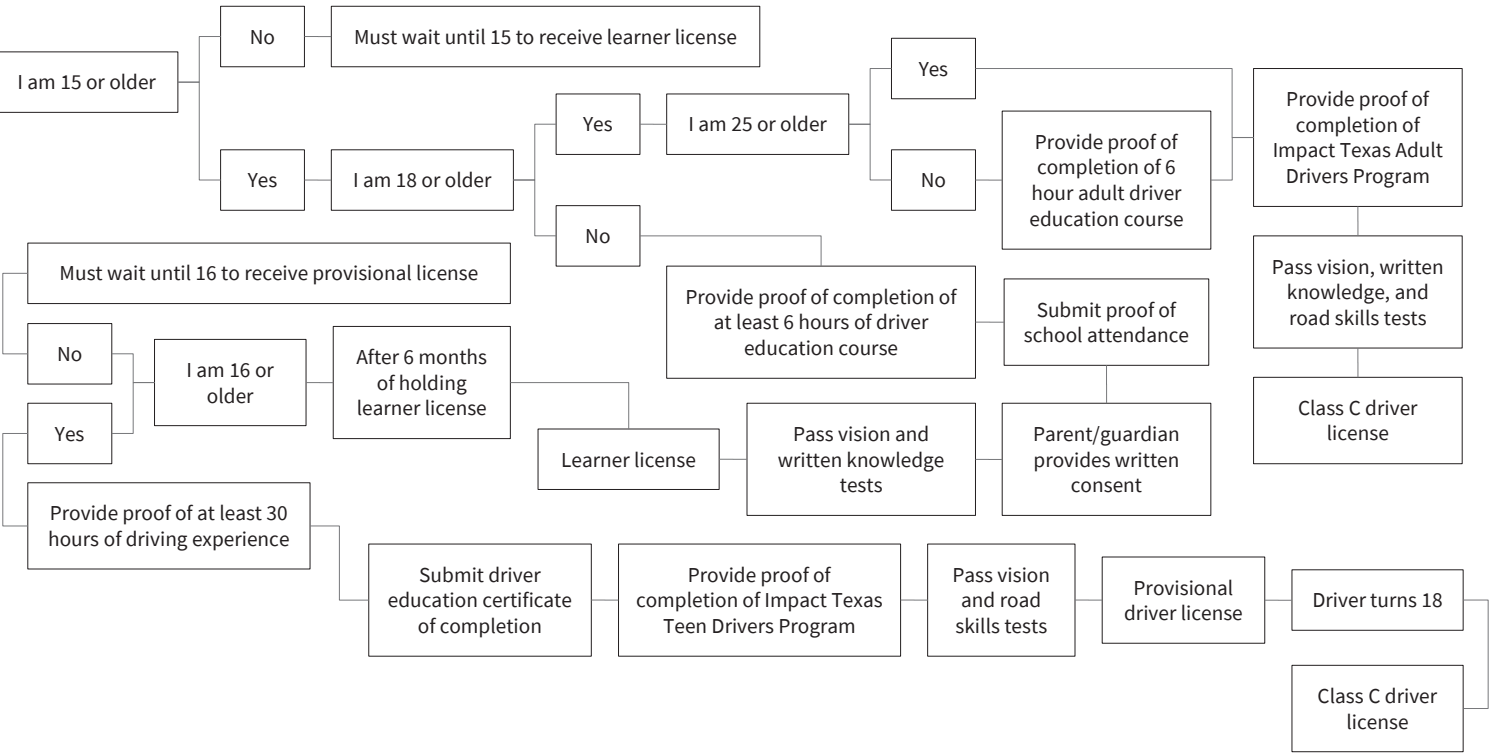 I am 15 or older
No
Must wait until 15 to receive learner license
Yes
I am 18 or older
Yes
I am 25 or older
Yes
No
Provide proof of
completion of 6
hour adult driver
education course
Provide proof of
completion of
Impact Texas Adult
Drivers Program
Pass vision, written
knowledge, and
road skills tests
Class C driver
license
No
Provide proof of completion of
at least 6 hours of driver
education course
Submit proof of
school attendance
Parent/guardian
provides written
consent
Pass vision and
written knowledge
tests
Learner license
After 6 months
of holding
learner license
I am 16 or
older
No
Must wait until 16 to receive provisional license
Yes
Provide proof of at least 30
hours of driving experience
Submit driver
education certificate
of completion
Provide proof of
completion of Impact Texas
Teen Drivers Program
Pass vision
and road
skills tests
Provisional
driver license
Driver turns 18
Class C driver
license